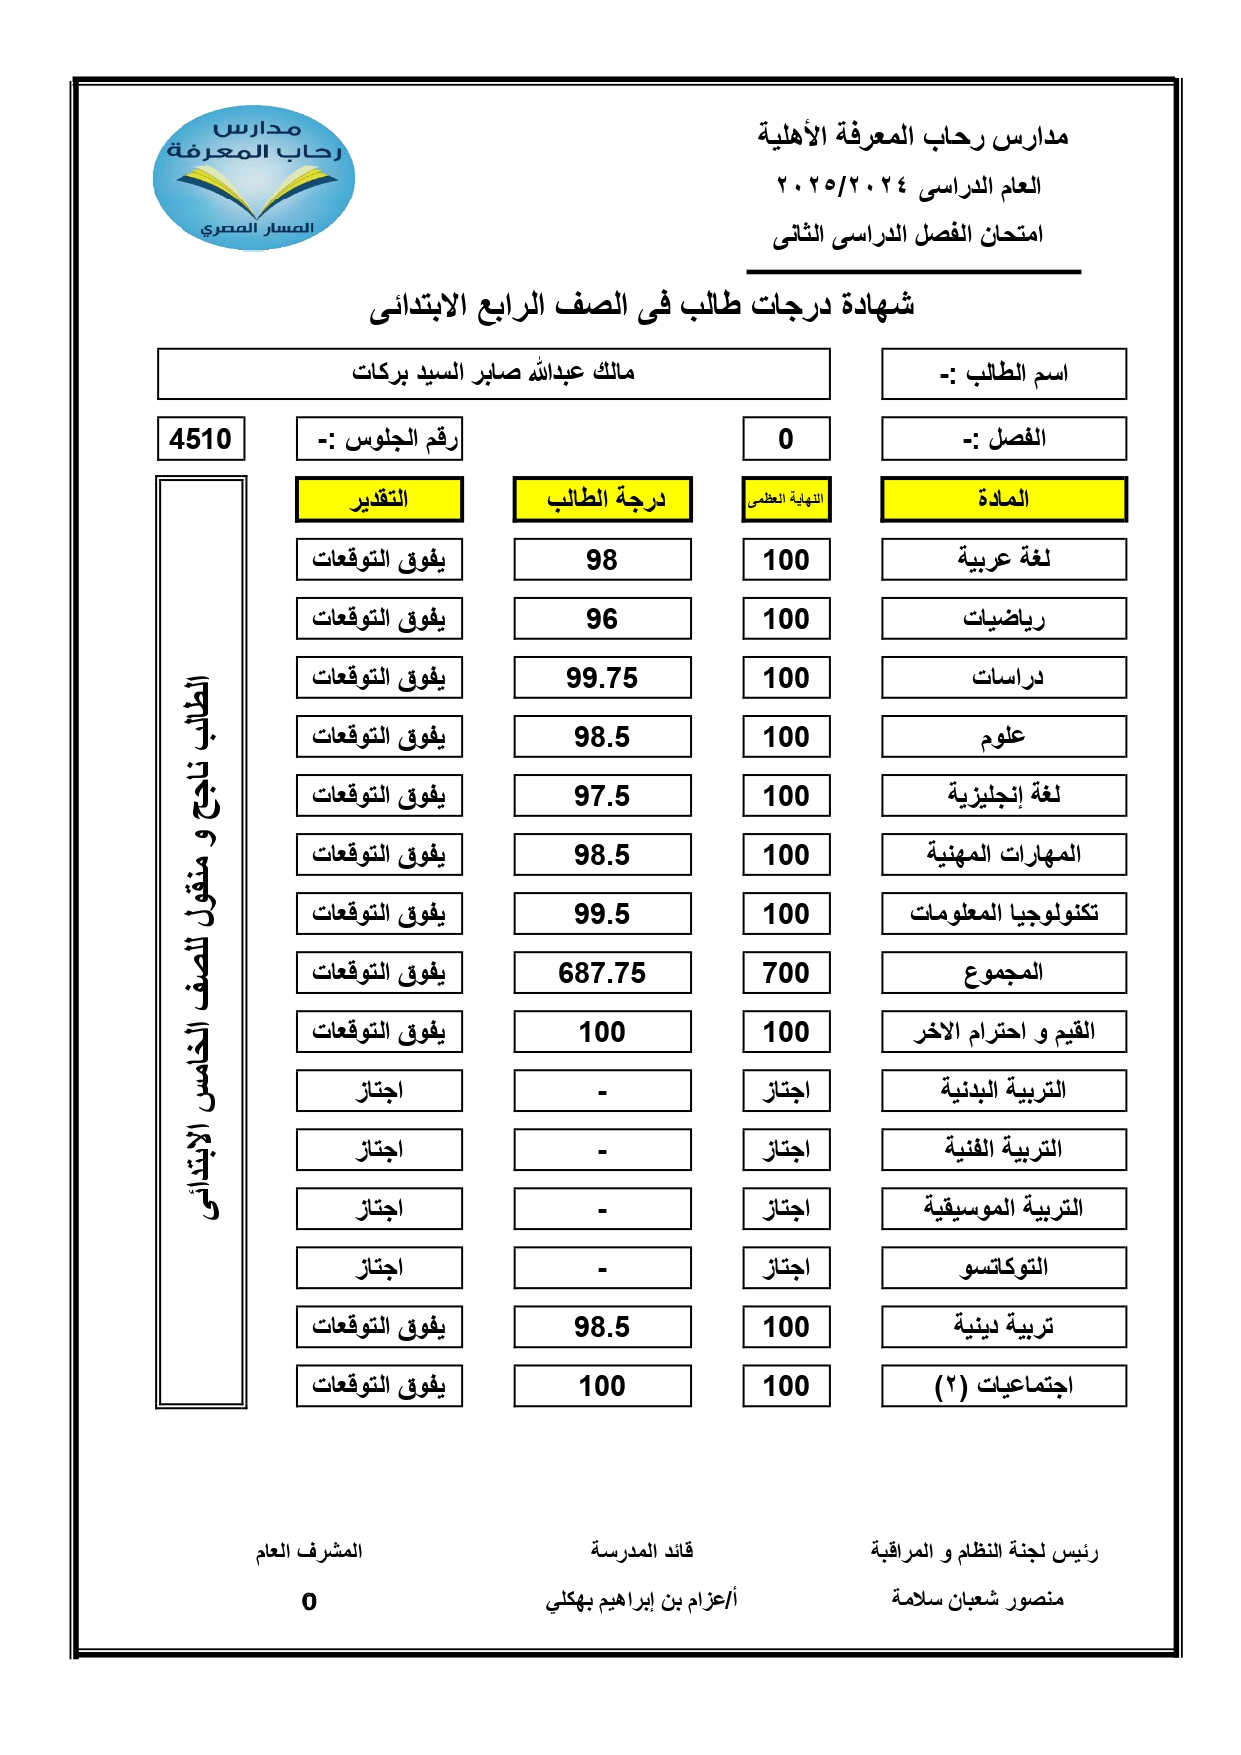 مدارس رحاب المعرفة الأهلية
العام الدراسى ٢٠٢٥/٢٠٢٤
امتحان الفصل الدراسى الثانى
مدارس
رحاب المعرفة
المسار المصري
شهادة درجات طالب فى الصف الرابع الابتدائى
اسم الطالب :- مالك عبدالله صابر السيد بركات
الفصل :- 0 رقم الجلوس :- 4510
المادة النهاية العظمى درجة الطالب التقدير
لغة عربية 100 98 يفوق التوقعات
رياضيات 100 96 يفوق التوقعات
دراسات 100 99.75 يفوق التوقعات
علوم 100 98.5 يفوق التوقعات
لغة إنجليزية 100 97.5 يفوق التوقعات
المهارات المهنية 100 98.5 يفوق التوقعات
تكنولوجيا المعلومات 100 99.5 يفوق التوقعات
المجموع 700 687.75 يفوق التوقعات
القيم و احترام الاخر 100 100 يفوق التوقعات
التربية البدنية اجتاز - اجتاز
التربية الفنية اجتاز - اجتاز
التربية الموسيقية اجتاز - اجتاز
التوكاتسو اجتاز - اجتاز
تربية دينية 100 98.5 يفوق التوقعات
اجتماعيات (٢) 100 100 يفوق التوقعات
الطالب ناجح و منقول للصف الخامس الابتدائى
رئيس لجنة النظام و المراقبة قائد المدرسة المشرف العام
منصور شعبان سلامة أ/عزام بن إبراهيم بهكلي 0